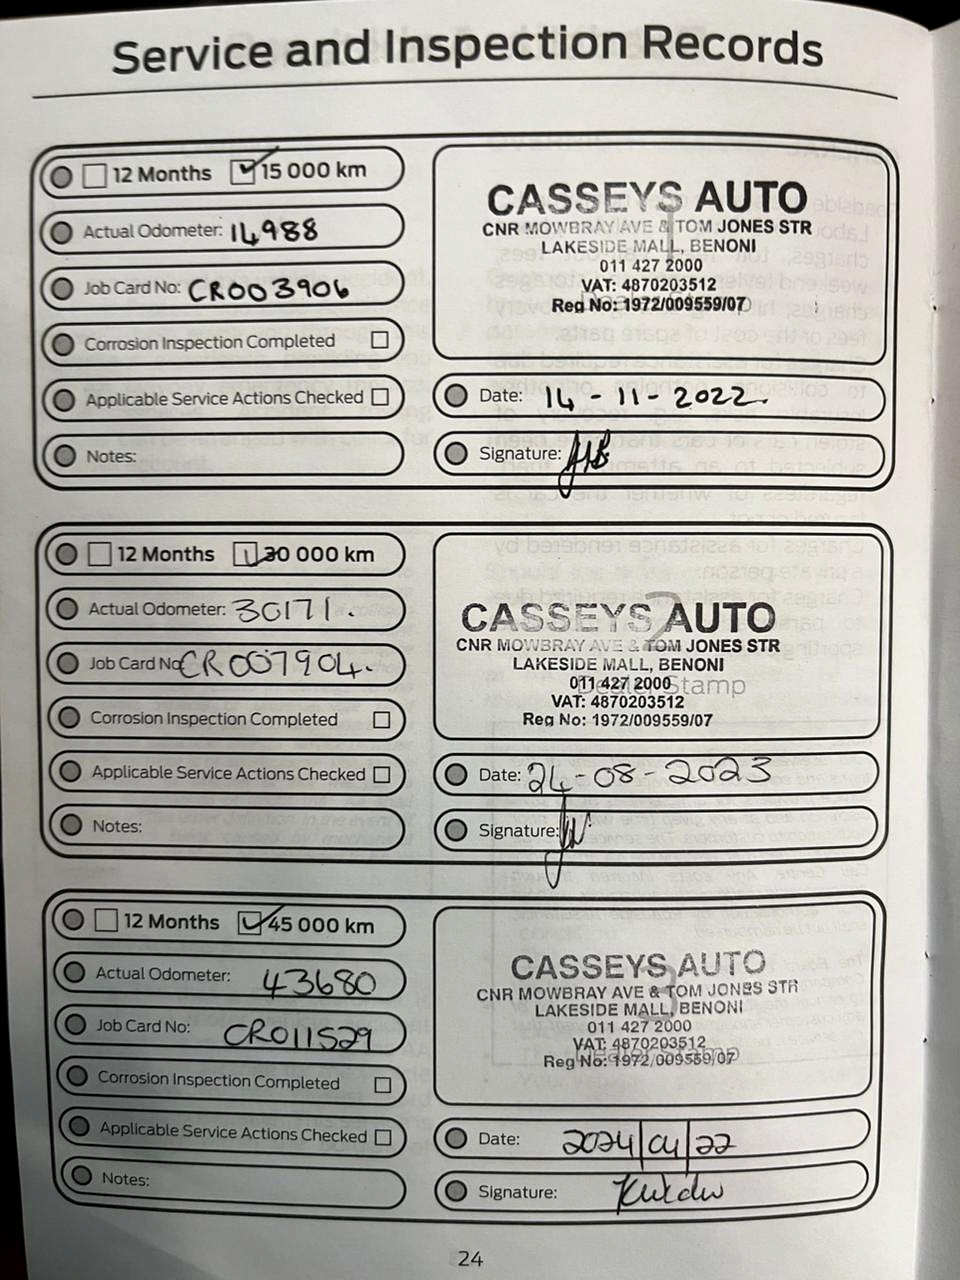 Service and Inspection Records
12 Months 15 000 km
Actual Odometer: 14988
Job Card No: CR003906
Corrosion Inspection Completed
Applicable Service Actions Checked
Notes:
CASSEYS AUTO
CNR MOWBRAY AVE & TOM JONES STR
LAKESIDE MALL, BENONI
011 427 2000
VAT: 4870203512
Reg No: 1972/009559/07
Date: 14-11-2022
Signature:
12 Months 30 000 km
Actual Odometer: 30171.
Job Card No: CR007904.
Corrosion Inspection Completed
Applicable Service Actions Checked
Notes:
CASSEYS AUTO
CNR MOWBRAY AVE & TOM JONES STR
LAKESIDE MALL, BENONI
011 427 2000
Dealer Stamp
VAT: 4870203512
Reg No: 1972/009559/07
Date: 24-08-2023
Signature:
12 Months 45 000 km
Actual Odometer: 43680
Job Card No: CR011529
Corrosion Inspection Completed
Applicable Service Actions Checked
Notes:
CASSEYS AUTO
CNR MOWBRAY AVE & TOM JONES STR
LAKESIDE MALL, BENONI
011 427 2000
VAT: 4870203512
Reg No: 1972/009559/07
Date: 2024/04/22
Signature:
24